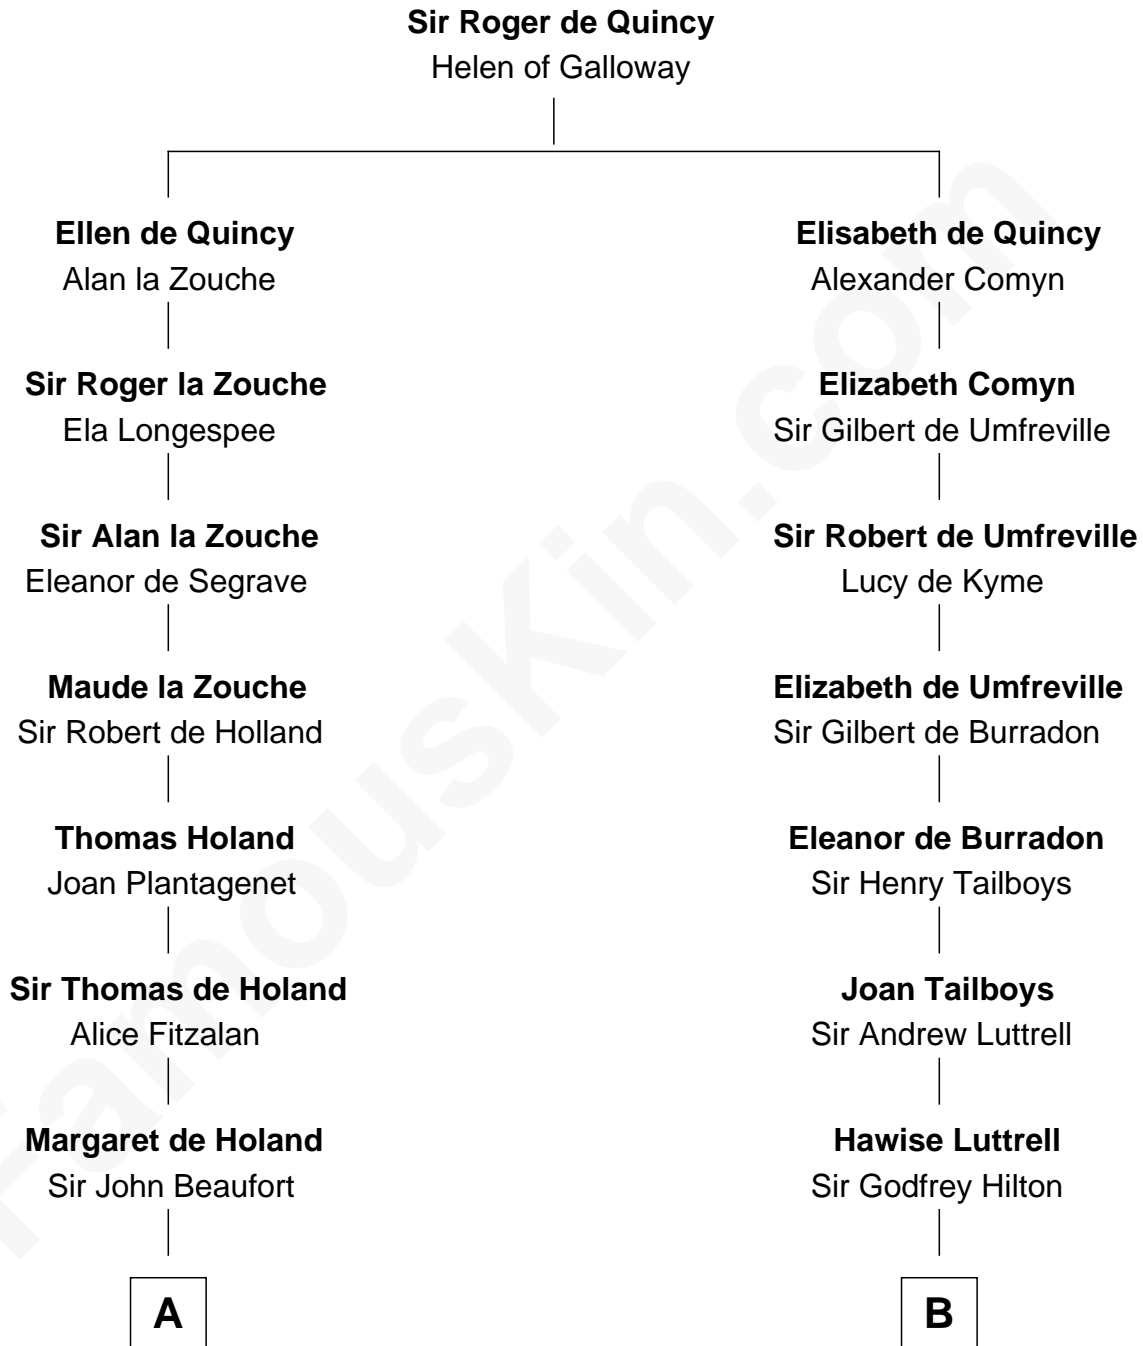 Sir Roger de Quincy
Helen of Galloway
Ellen de Quincy
Alan la Zouche
Elisabeth de Quincy
Alexander Comyn
Sir Roger la Zouche
Ela Longespee
Elizabeth Comyn
Sir Gilbert de Umfreville
Sir Alan la Zouche
Eleanor de Segrave
Sir Robert de Umfreville
Lucy de Kyme
Maude la Zouche
Sir Robert de Holland
Elizabeth de Umfreville
Sir Gilbert de Burradon
Thomas Holand
Joan Plantagenet
Eleanor de Burradon
Sir Henry Tailboys
Sir Thomas de Holand
Alice Fitzalan
Joan Tailboys
Sir Andrew Luttrell
Margaret de Holand
Sir John Beaufort
Hawise Luttrell
Sir Godfrey Hilton
A
B
FamousKin.com